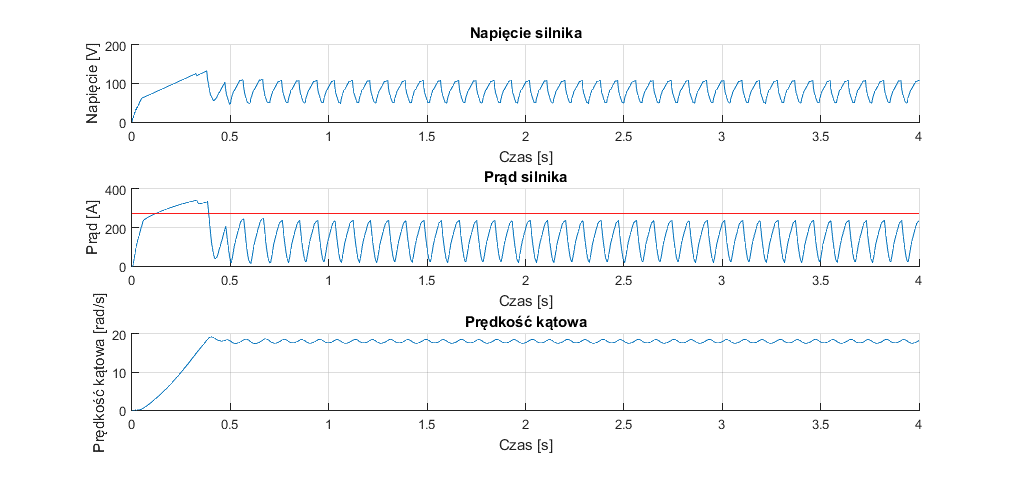 Napięcie silnika
Napięcie [V]
200
100
0
0 0.5 1 1.5 2 2.5 3 3.5 4
Czas [s]
Prąd silnika
Prąd [A]
400
200
0
0 0.5 1 1.5 2 2.5 3 3.5 4
Czas [s]
Prędkość kątowa
Prędkość kątowa [rad/s]
20
10
0
0 0.5 1 1.5 2 2.5 3 3.5 4
Czas [s]